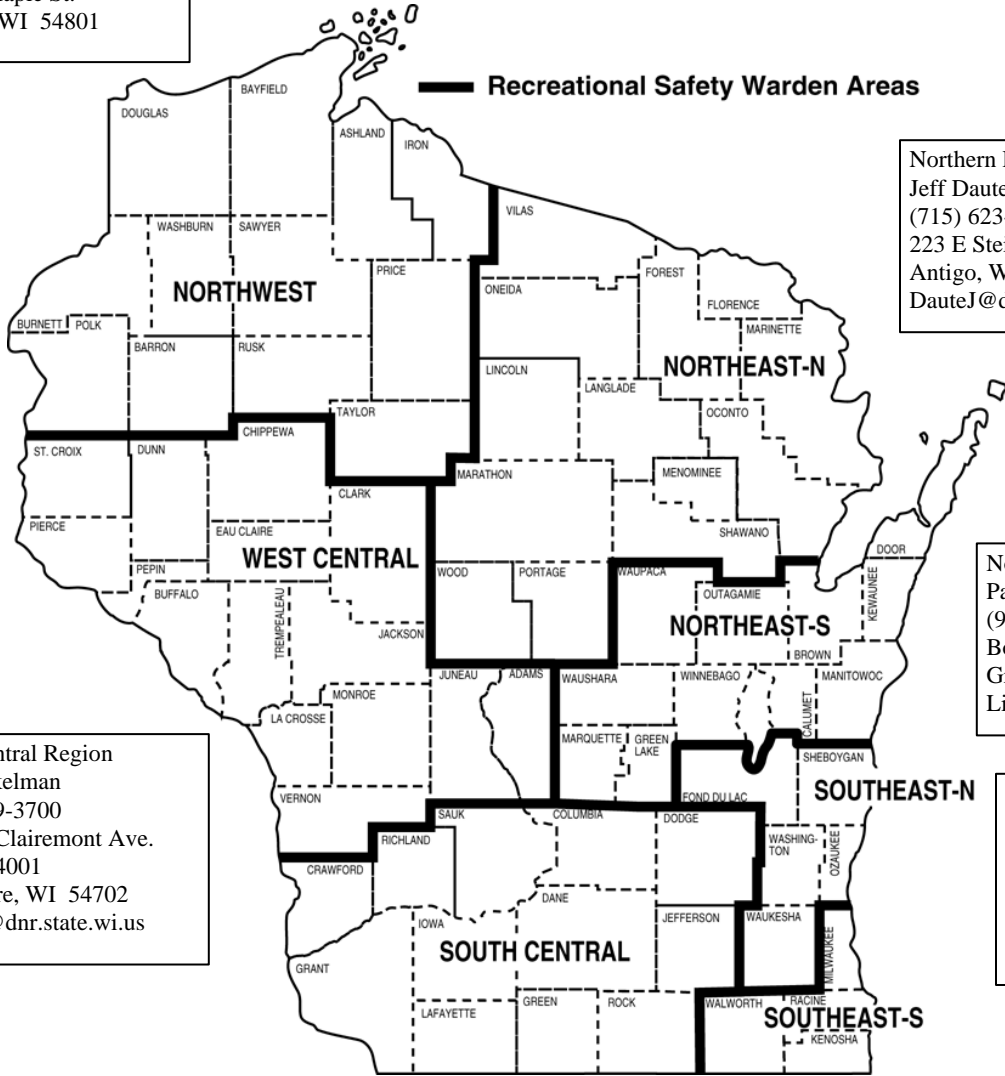 WI 54801
Recreational Safety Warden Areas
BAYFIELD
DOUGLAS
ASHLAND
IRON
Northern
Jeff Daute
(715) 623
223 E
Antigo, W
DauteJ@d
VILAS
WASHBURN
SAWYER
PRICE
FOREST
NORTHWEST
ONEIDA
FLORENCE
BURNETT
POLK
MARINETTE
BARRON
RUSK
LINCOLN
NORTHEAST-N
LANGLADE
TAYLOR
OCONTO
CHIPPEWA
ST. CROIX
DUNN
MARATHON
MENOMINEE
CLARK
PIERCE
EAU CLAIRE
SHAWANO
WEST CENTRAL
DOOR
PEPIN
WOOD
PORTAGE
WAUPACA
BUFFALO
OUTAGAMIE
KEWAUNEE
TREMPEALEAU
NORTHEAST-S
JACKSON
BROWN
No
Pa
(9
Gr
Li
JUNEAU
ADAMS
WAUSHARA
WINNEBAGO
MANITOWOC
MONROE
CALUMET
LA CROSSE
MARQUETTE
GREEN
LAKE
SHEBOYGAN
ntral Region
kelman
9-3700
Clairemont Ave.
4001
re, WI 54702
@dnr.state.wi.us
VERNON
FOND DU LAC
SOUTHEAST-N
SAUK
COLUMBIA
DODGE
RICHLAND
WASHING-
TON
OZAUKEE
CRAWFORD
DANE
IOWA
JEFFERSON
WAUKESHA
MILWAUKEE
SOUTH CENTRAL
GRANT
LAFAYETTE
GREEN
ROCK
WALWORTH
RACINE
SOUTHEAST-S
KENOSHA